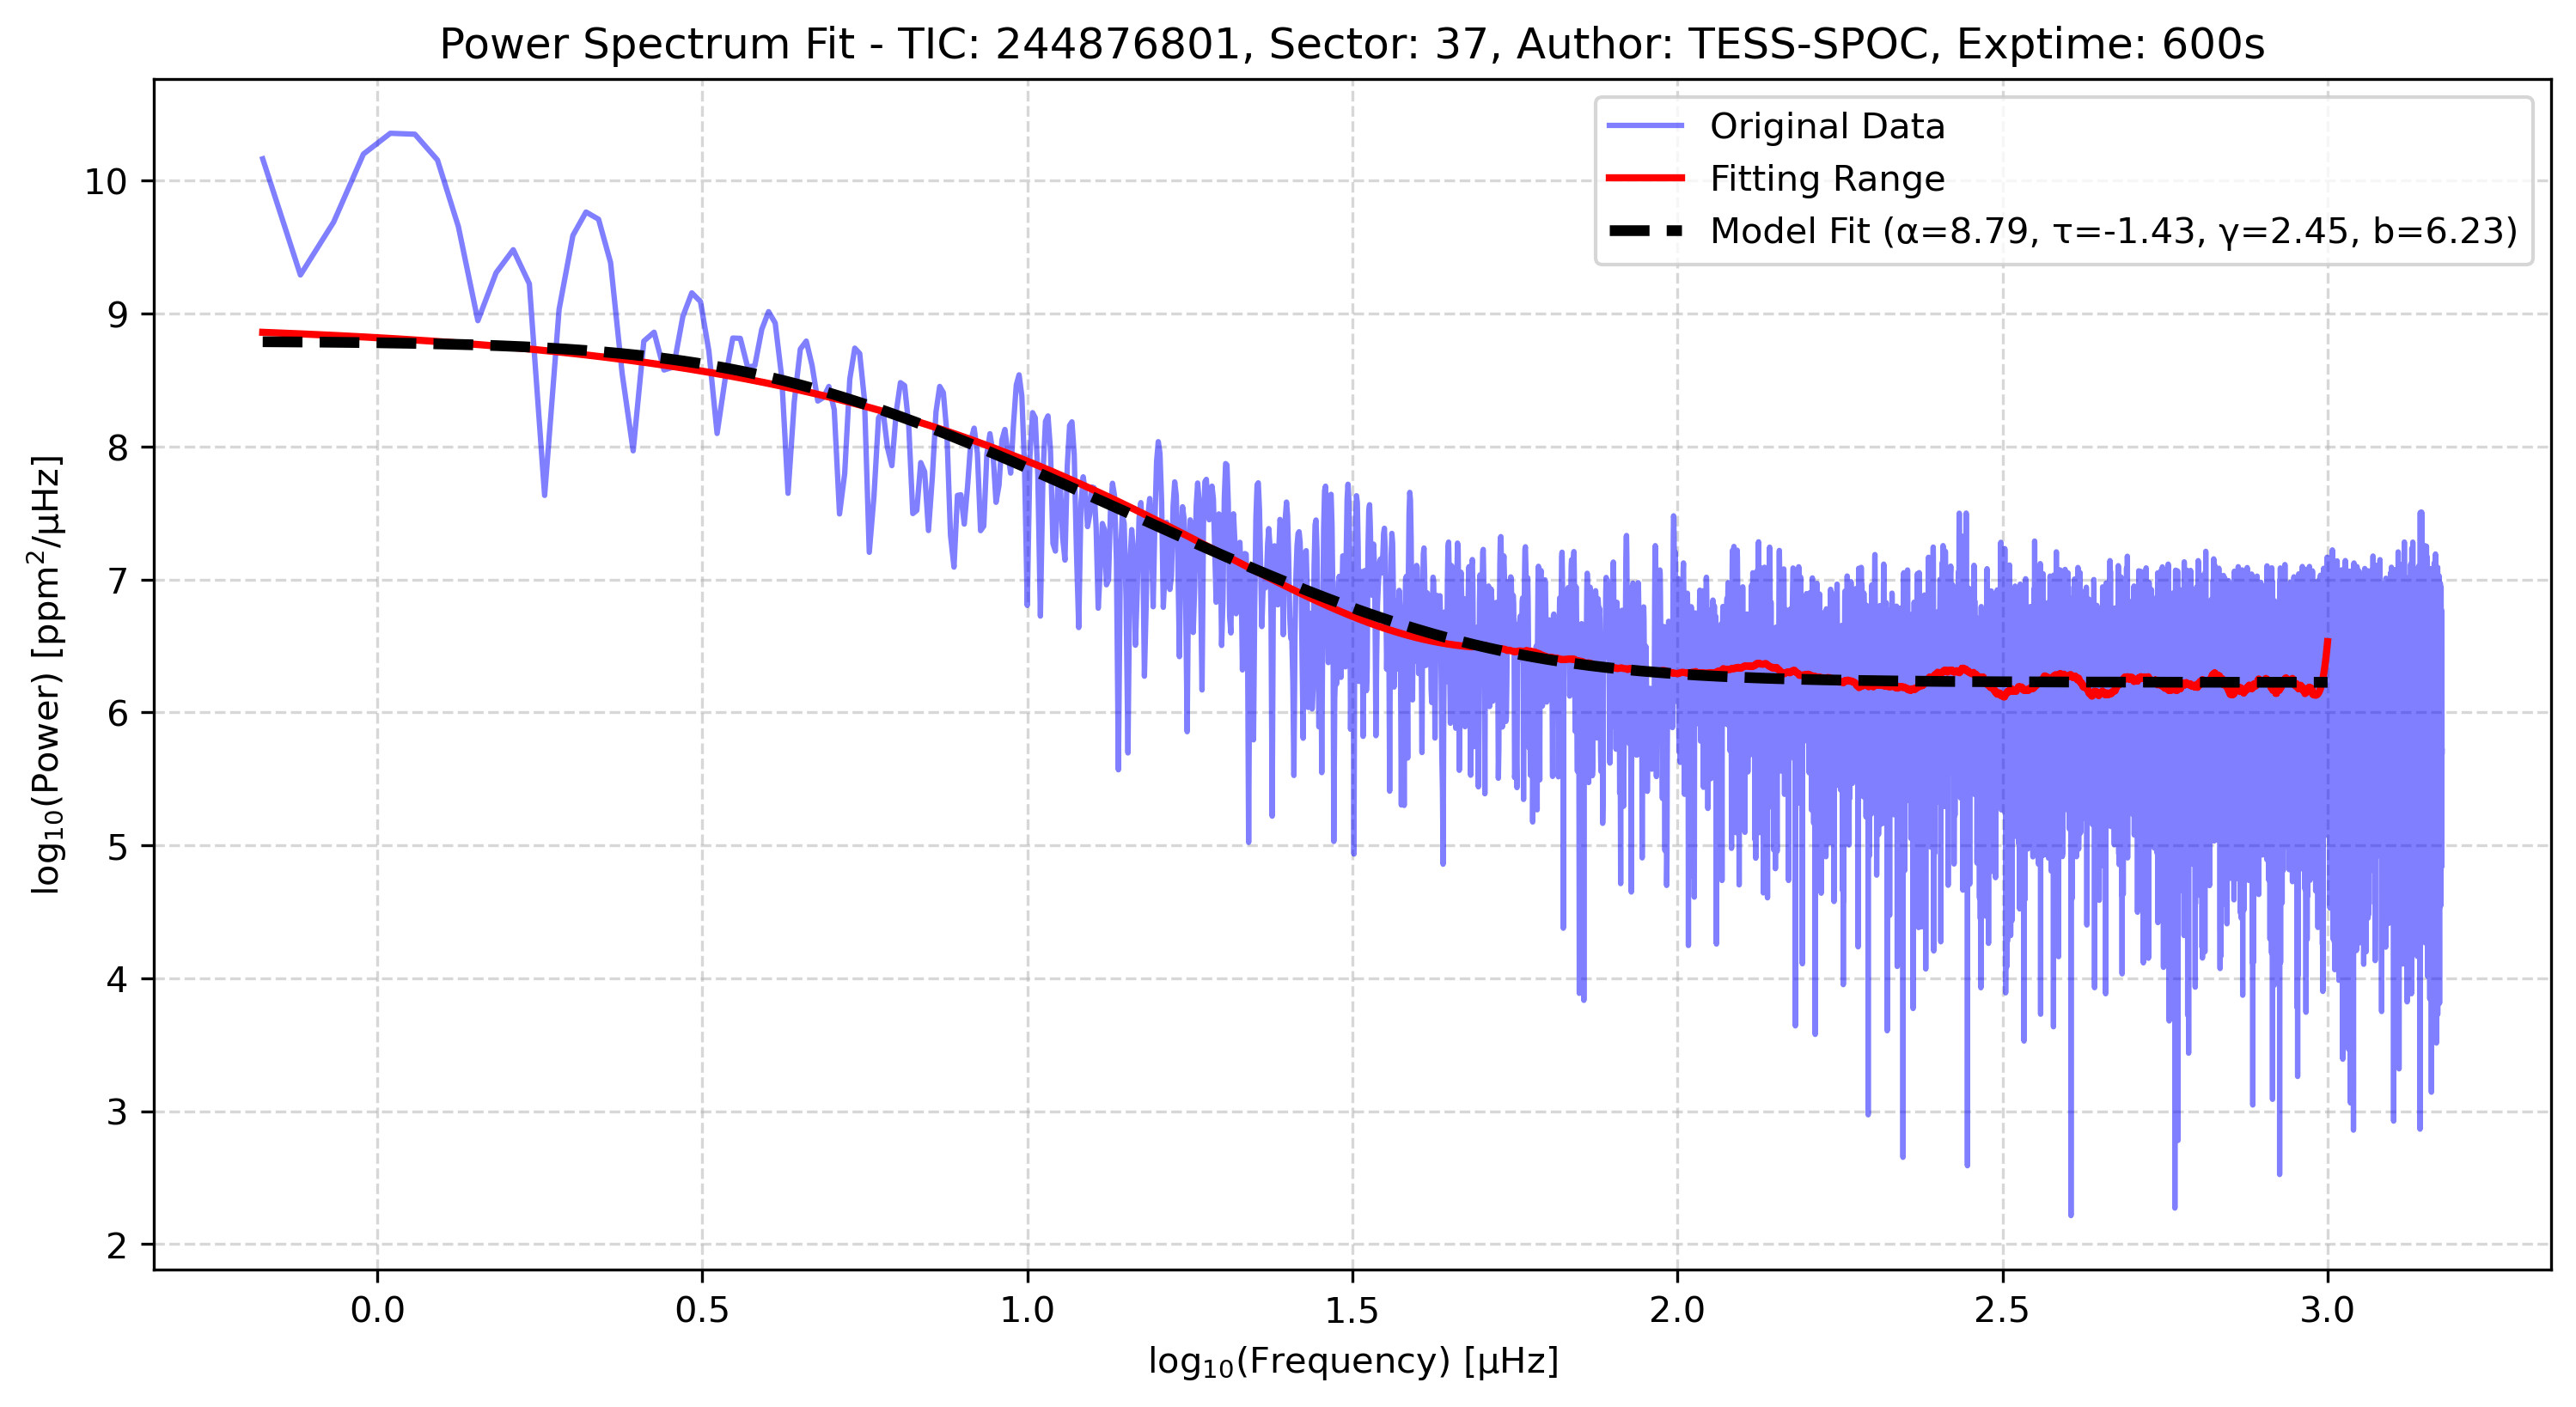 Power Spectrum Fit - TIC: 244876801, Sector: 37, Author: TESS-SPOC, Exptime: 600s
Original Data
Fitting Range
Model Fit (α=8.79, τ=-1.43, γ=2.45, b=6.23)
log₁₀(Power) [ppm²/μHz]
10
9
8
7
6
5
4
3
2
0.0 0.5 1.0 1.5 2.0 2.5 3.0
log₁₀(Frequency) [μHz]